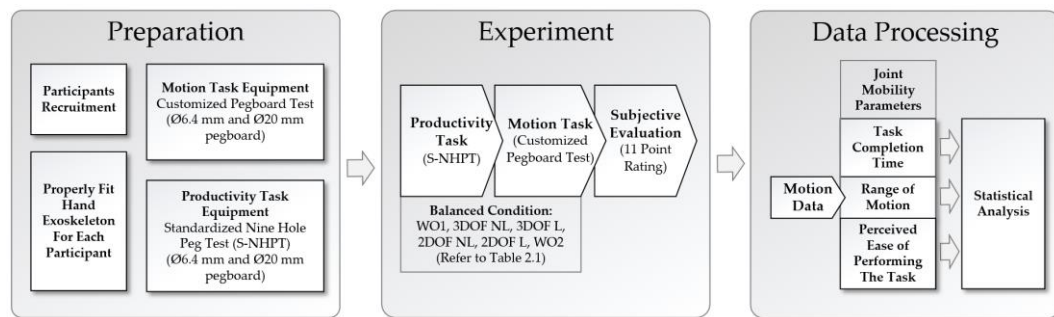 Preparation
Participants
Recruitment
Motion Task Equipment
Customized Pegboard Test
(Ø6.4 mm and Ø20 mm
pegboard)
Properly Fit
Hand
Exoskeleton
For Each
Participant
Productivity Task
Equipment
Standardized Nine Hole
Peg Test (S-NHPT)
(Ø6.4 mm and Ø20 mm
pegboard)
Experiment
Productivity
Task
(S-NHPT)
Motion Task
(Customized
Pegboard Test)
Subjective
Evaluation
(11 Point
Rating)
Balanced Condition:
WO1, 3DOF NL, 3DOF L,
2DOF NL, 2DOF L, WO2
(Refer to Table 2.1)
Data Processing
Motion
Data
Joint
Mobility
Parameters
Task
Completion
Time
Range of
Motion
Perceived
Ease of
Performing
The Task
Statistical
Analysis